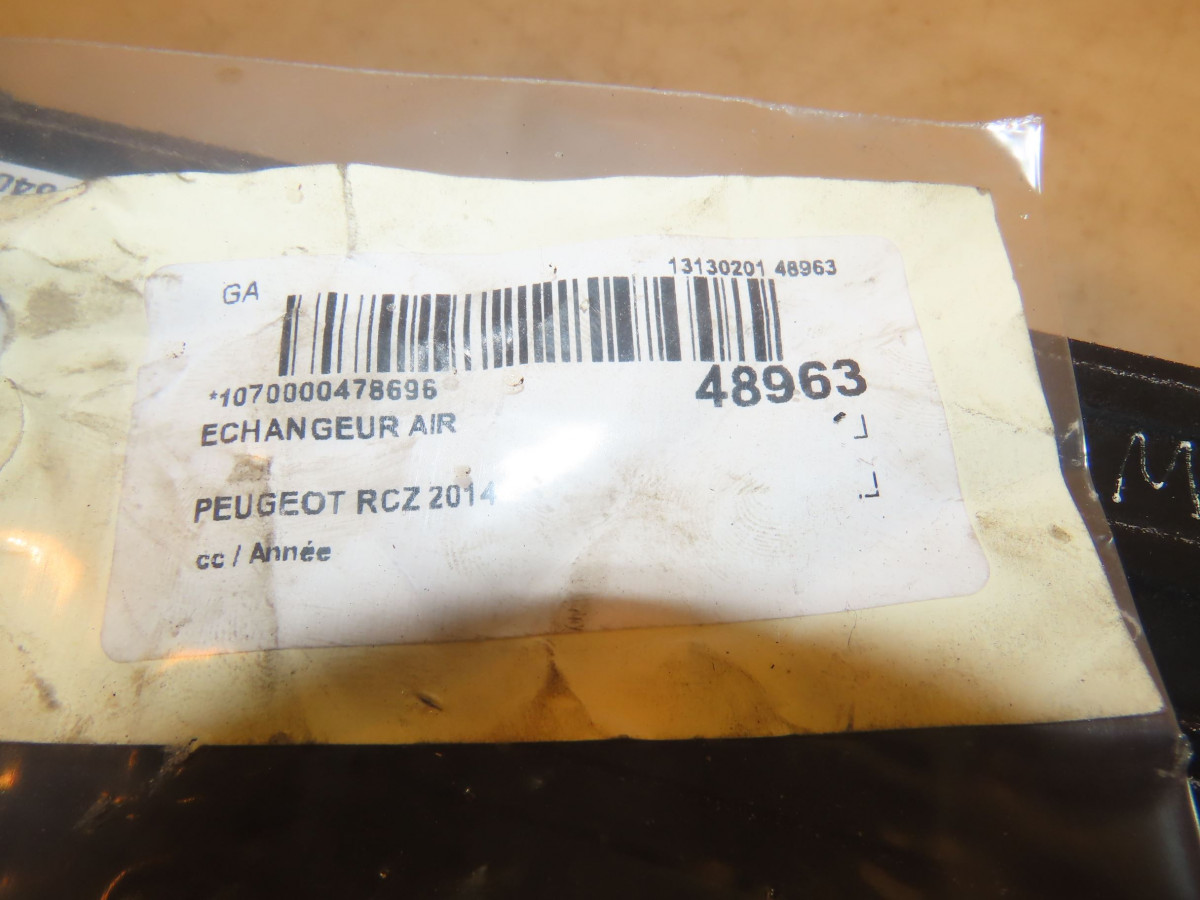 GA
13130201 48963
*1070000478696
48963
ECHANGEUR AIR
PEUGEOT RCZ 2014
cc / Année
M